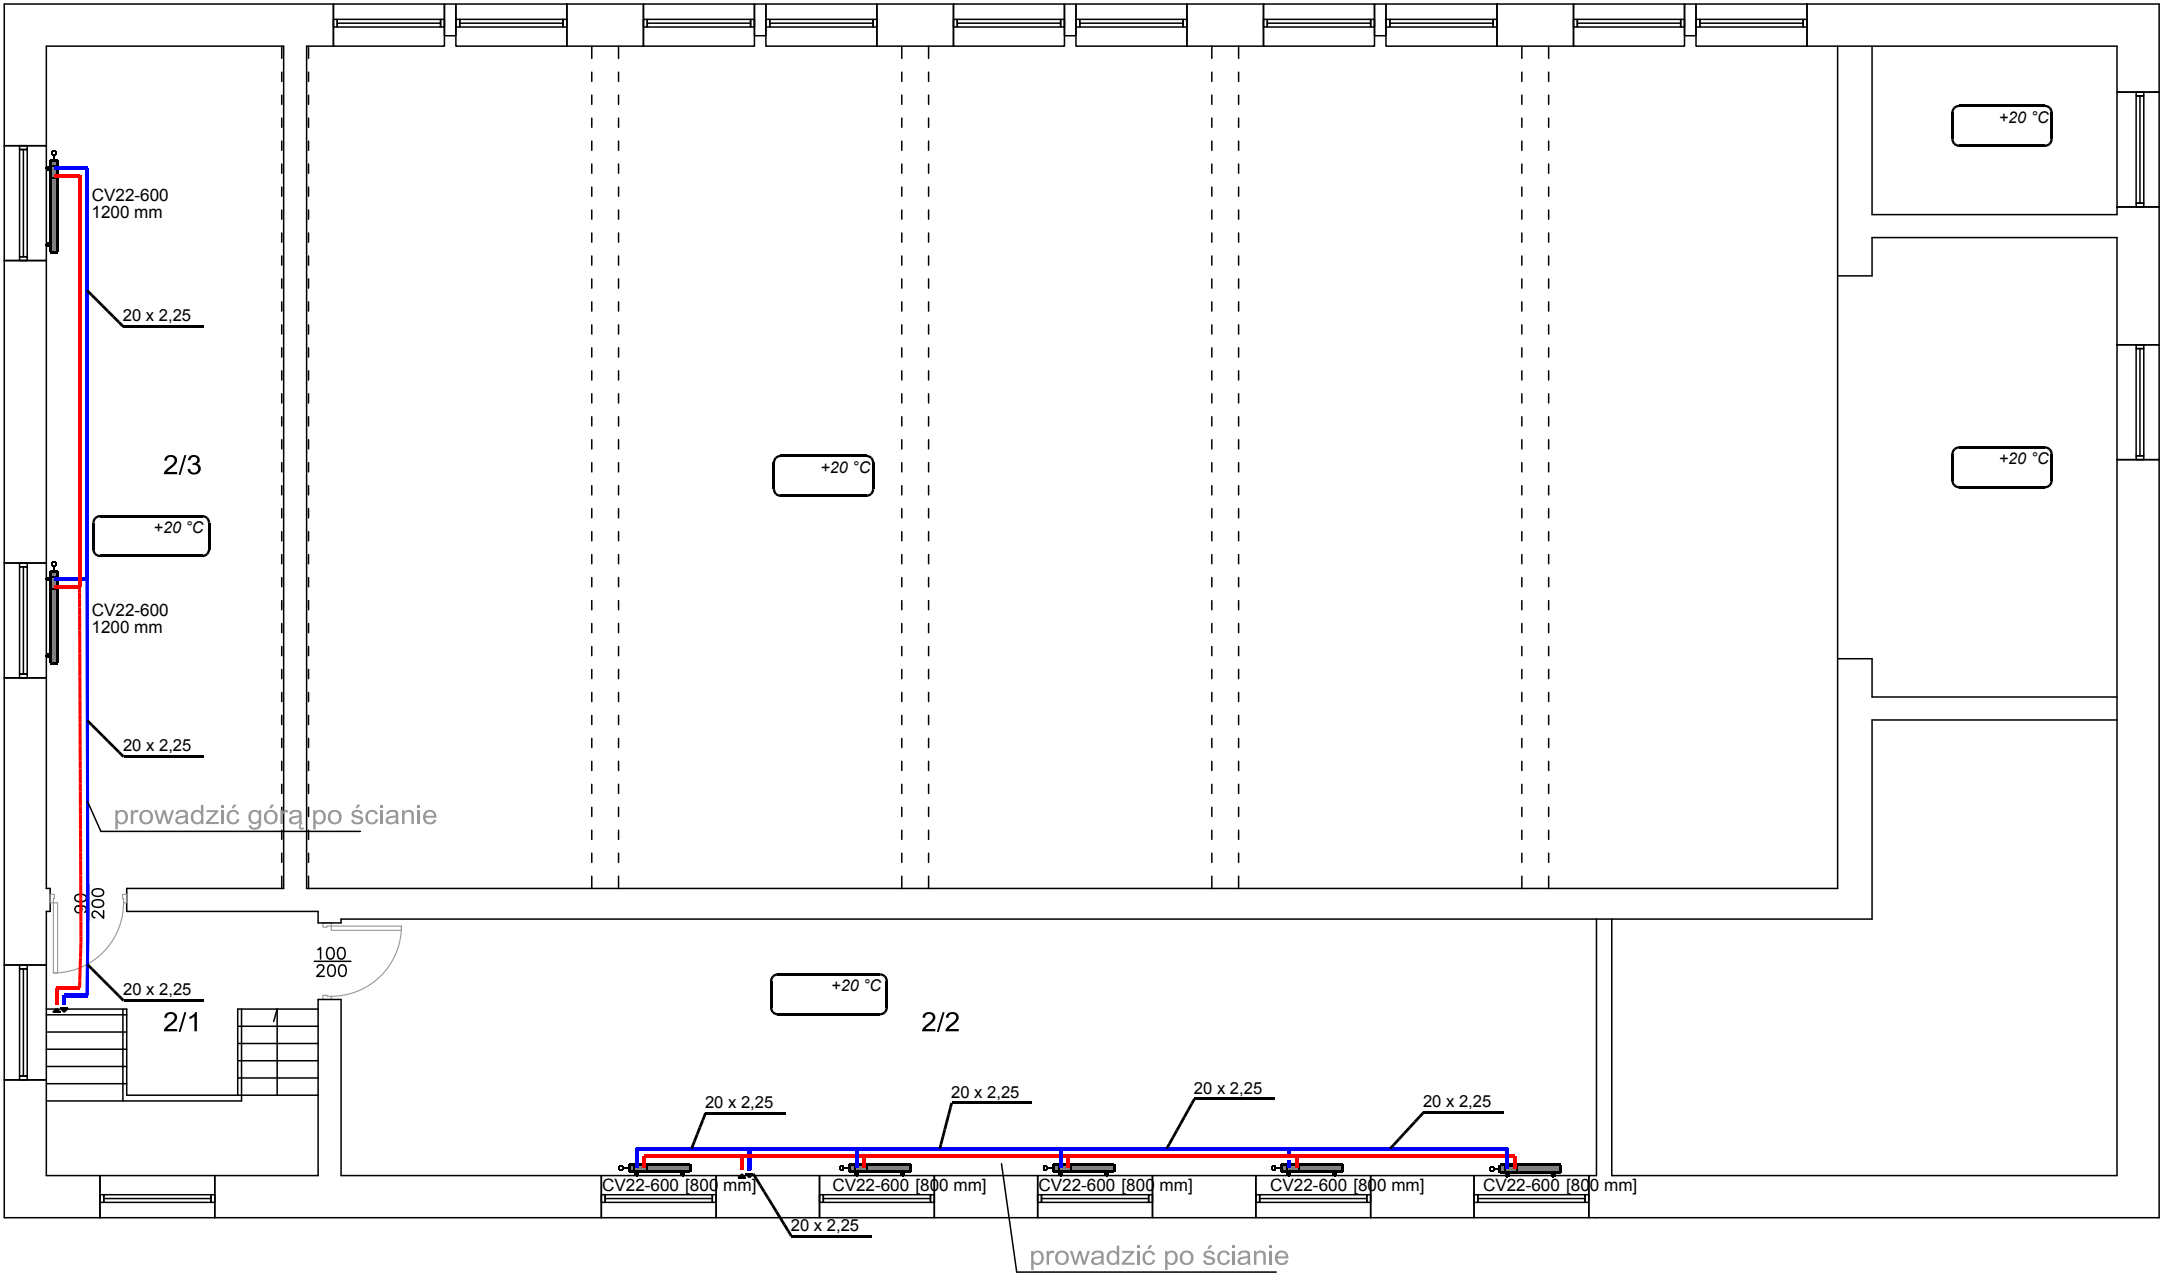 +20 °C
CV22-600
1200 mm
20 x 2,25
2/3
+20 °C
+20 °C
+20 °C
CV22-600
1200 mm
20 x 2,25
prowadzić górą po ścianie
90
200
100
200
20 x 2,25
2/1
+20 °C
2/2
20 x 2,25
20 x 2,25
20 x 2,25
20 x 2,25
CV22-600 [800 mm]
CV22-600 [800 mm]
CV22-600 [800 mm]
CV22-600 [800 mm]
CV22-600 [800 mm]
20 x 2,25
prowadzić po ścianie